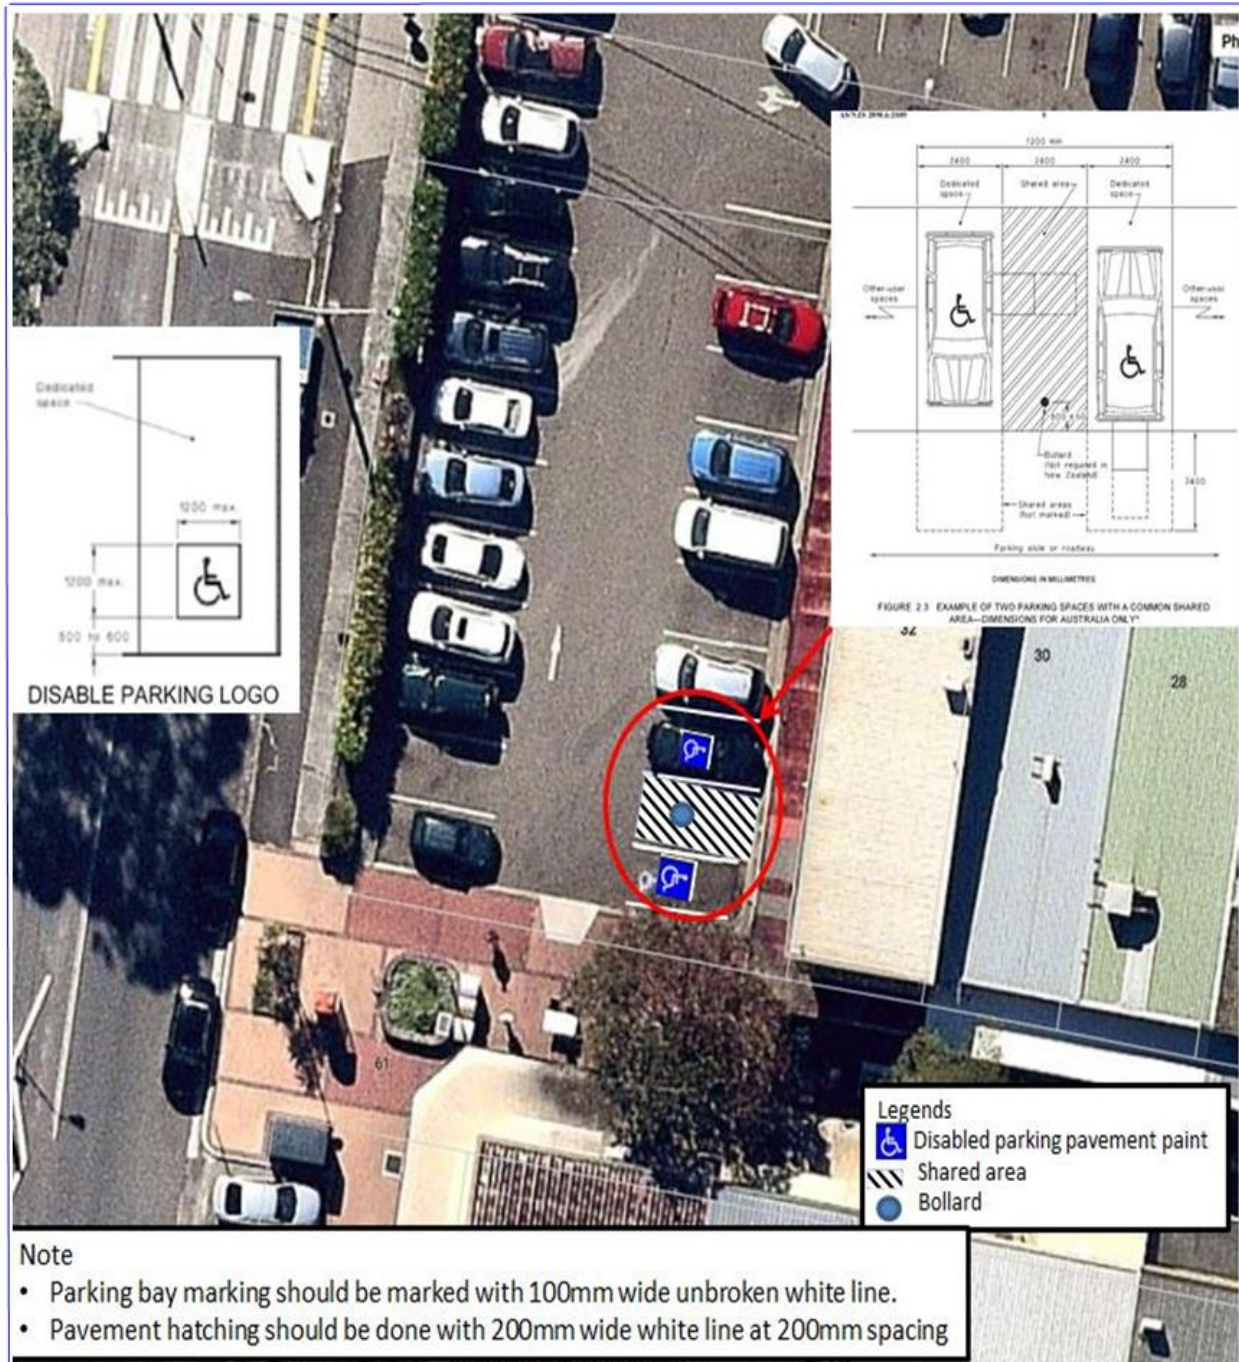 Ph
AS/NZS 2890.6:2009
1200 min
2400 2400 2400
Dedicated space
Shared area
Dedicated space
Other-user spaces
Other-user spaces
Bollard
(Not required in
New Zealand)
2400
Shared areas
(Not marked)
Parking aisle or roadway
DIMENSIONS IN MILLIMETRES
FIGURE 2.3 EXAMPLE OF TWO PARKING SPACES WITH A COMMON SHARED
AREA—DIMENSIONS FOR AUSTRALIA ONLY*
Dedicated
space
1200 max.
1200 max.
500 to 600
DISABLE PARKING LOGO
32
30
28
61
Legends
Disabled parking pavement paint
Shared area
Bollard
Note
• Parking bay marking should be marked with 100mm wide unbroken white line.
• Pavement hatching should be done with 200mm wide white line at 200mm spacing